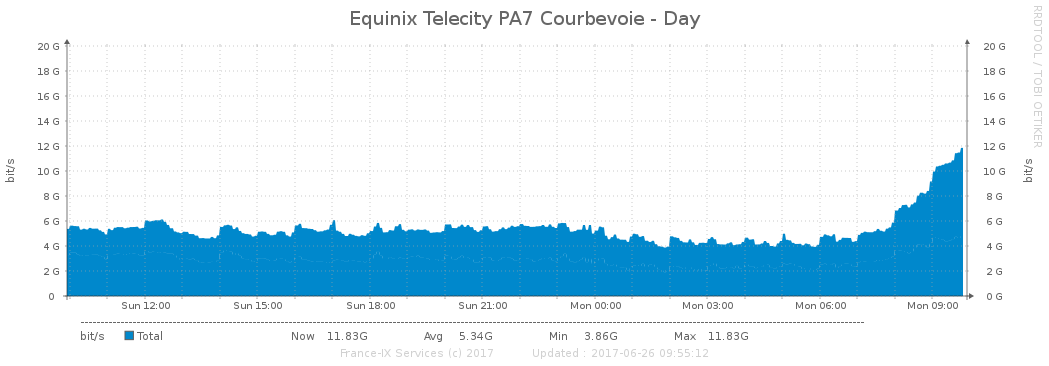 Equinix Telecity PA7 Courbevoie - Day
RRDTOOL / TOBI OETIKER
bit/s
20 G 20 G
18 G 18 G
16 G 16 G
14 G 14 G
12 G 12 G
10 G 10 G
8 G 8 G
6 G 6 G
4 G 4 G
2 G 2 G
0 0 G
bit/s
Sun 12:00 Sun 15:00 Sun 18:00 Sun 21:00 Mon 00:00 Mon 03:00 Mon 06:00 Mon 09:00
bit/s Total Now 11.83G Avg 5.34G Min 3.86G Max 11.83G
France-IX Services (c) 2017 Updated : 2017-06-26 09:55:12